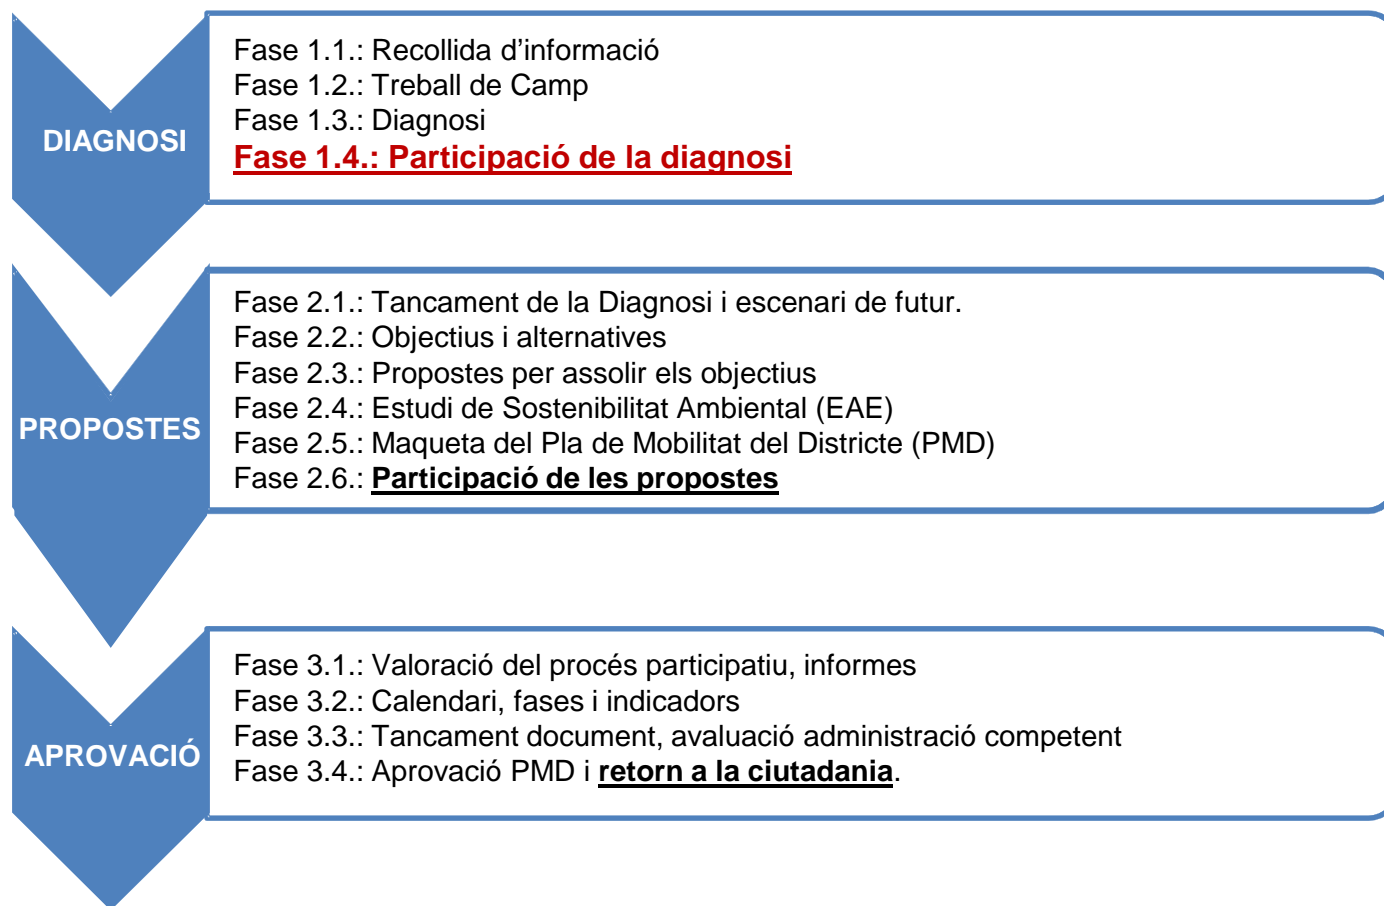 DIAGNOSI
Fase 1.1.: Recollida d’informació
Fase 1.2.: Treball de Camp
Fase 1.3.: Diagnosi
Fase 1.4.: Participació de la diagnosi
PROPOSTES
Fase 2.1.: Tancament de la Diagnosi i escenari de futur.
Fase 2.2.: Objectius i alternatives
Fase 2.3.: Propostes per assolir els objectius
Fase 2.4.: Estudi de Sostenibilitat Ambiental (EAE)
Fase 2.5.: Maqueta del Pla de Mobilitat del Districte (PMD)
Fase 2.6.: Participació de les propostes
APROVACIÓ
Fase 3.1.: Valoració del procés participatiu, informes
Fase 3.2.: Calendari, fases i indicadors
Fase 3.3.: Tancament document, avaluació administració competent
Fase 3.4.: Aprovació PMD i retorn a la ciutadania.